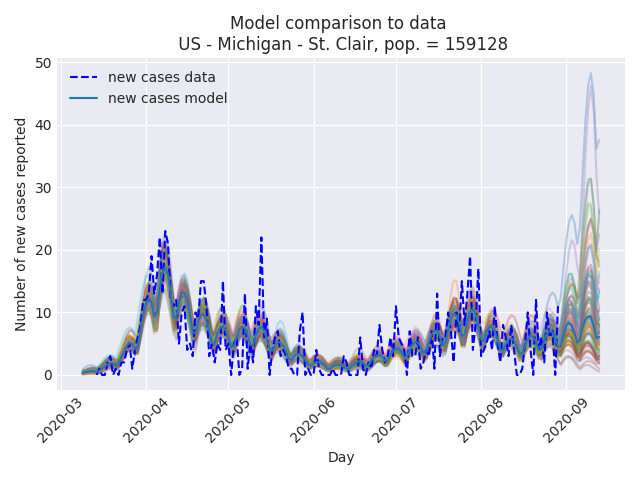 Model comparison to data
US - Michigan - St. Clair, pop. = 159128
new cases data
new cases model
Number of new cases reported
50
40
30
20
10
0
2020-03
2020-04
2020-05
2020-06
2020-07
2020-08
2020-09
Day